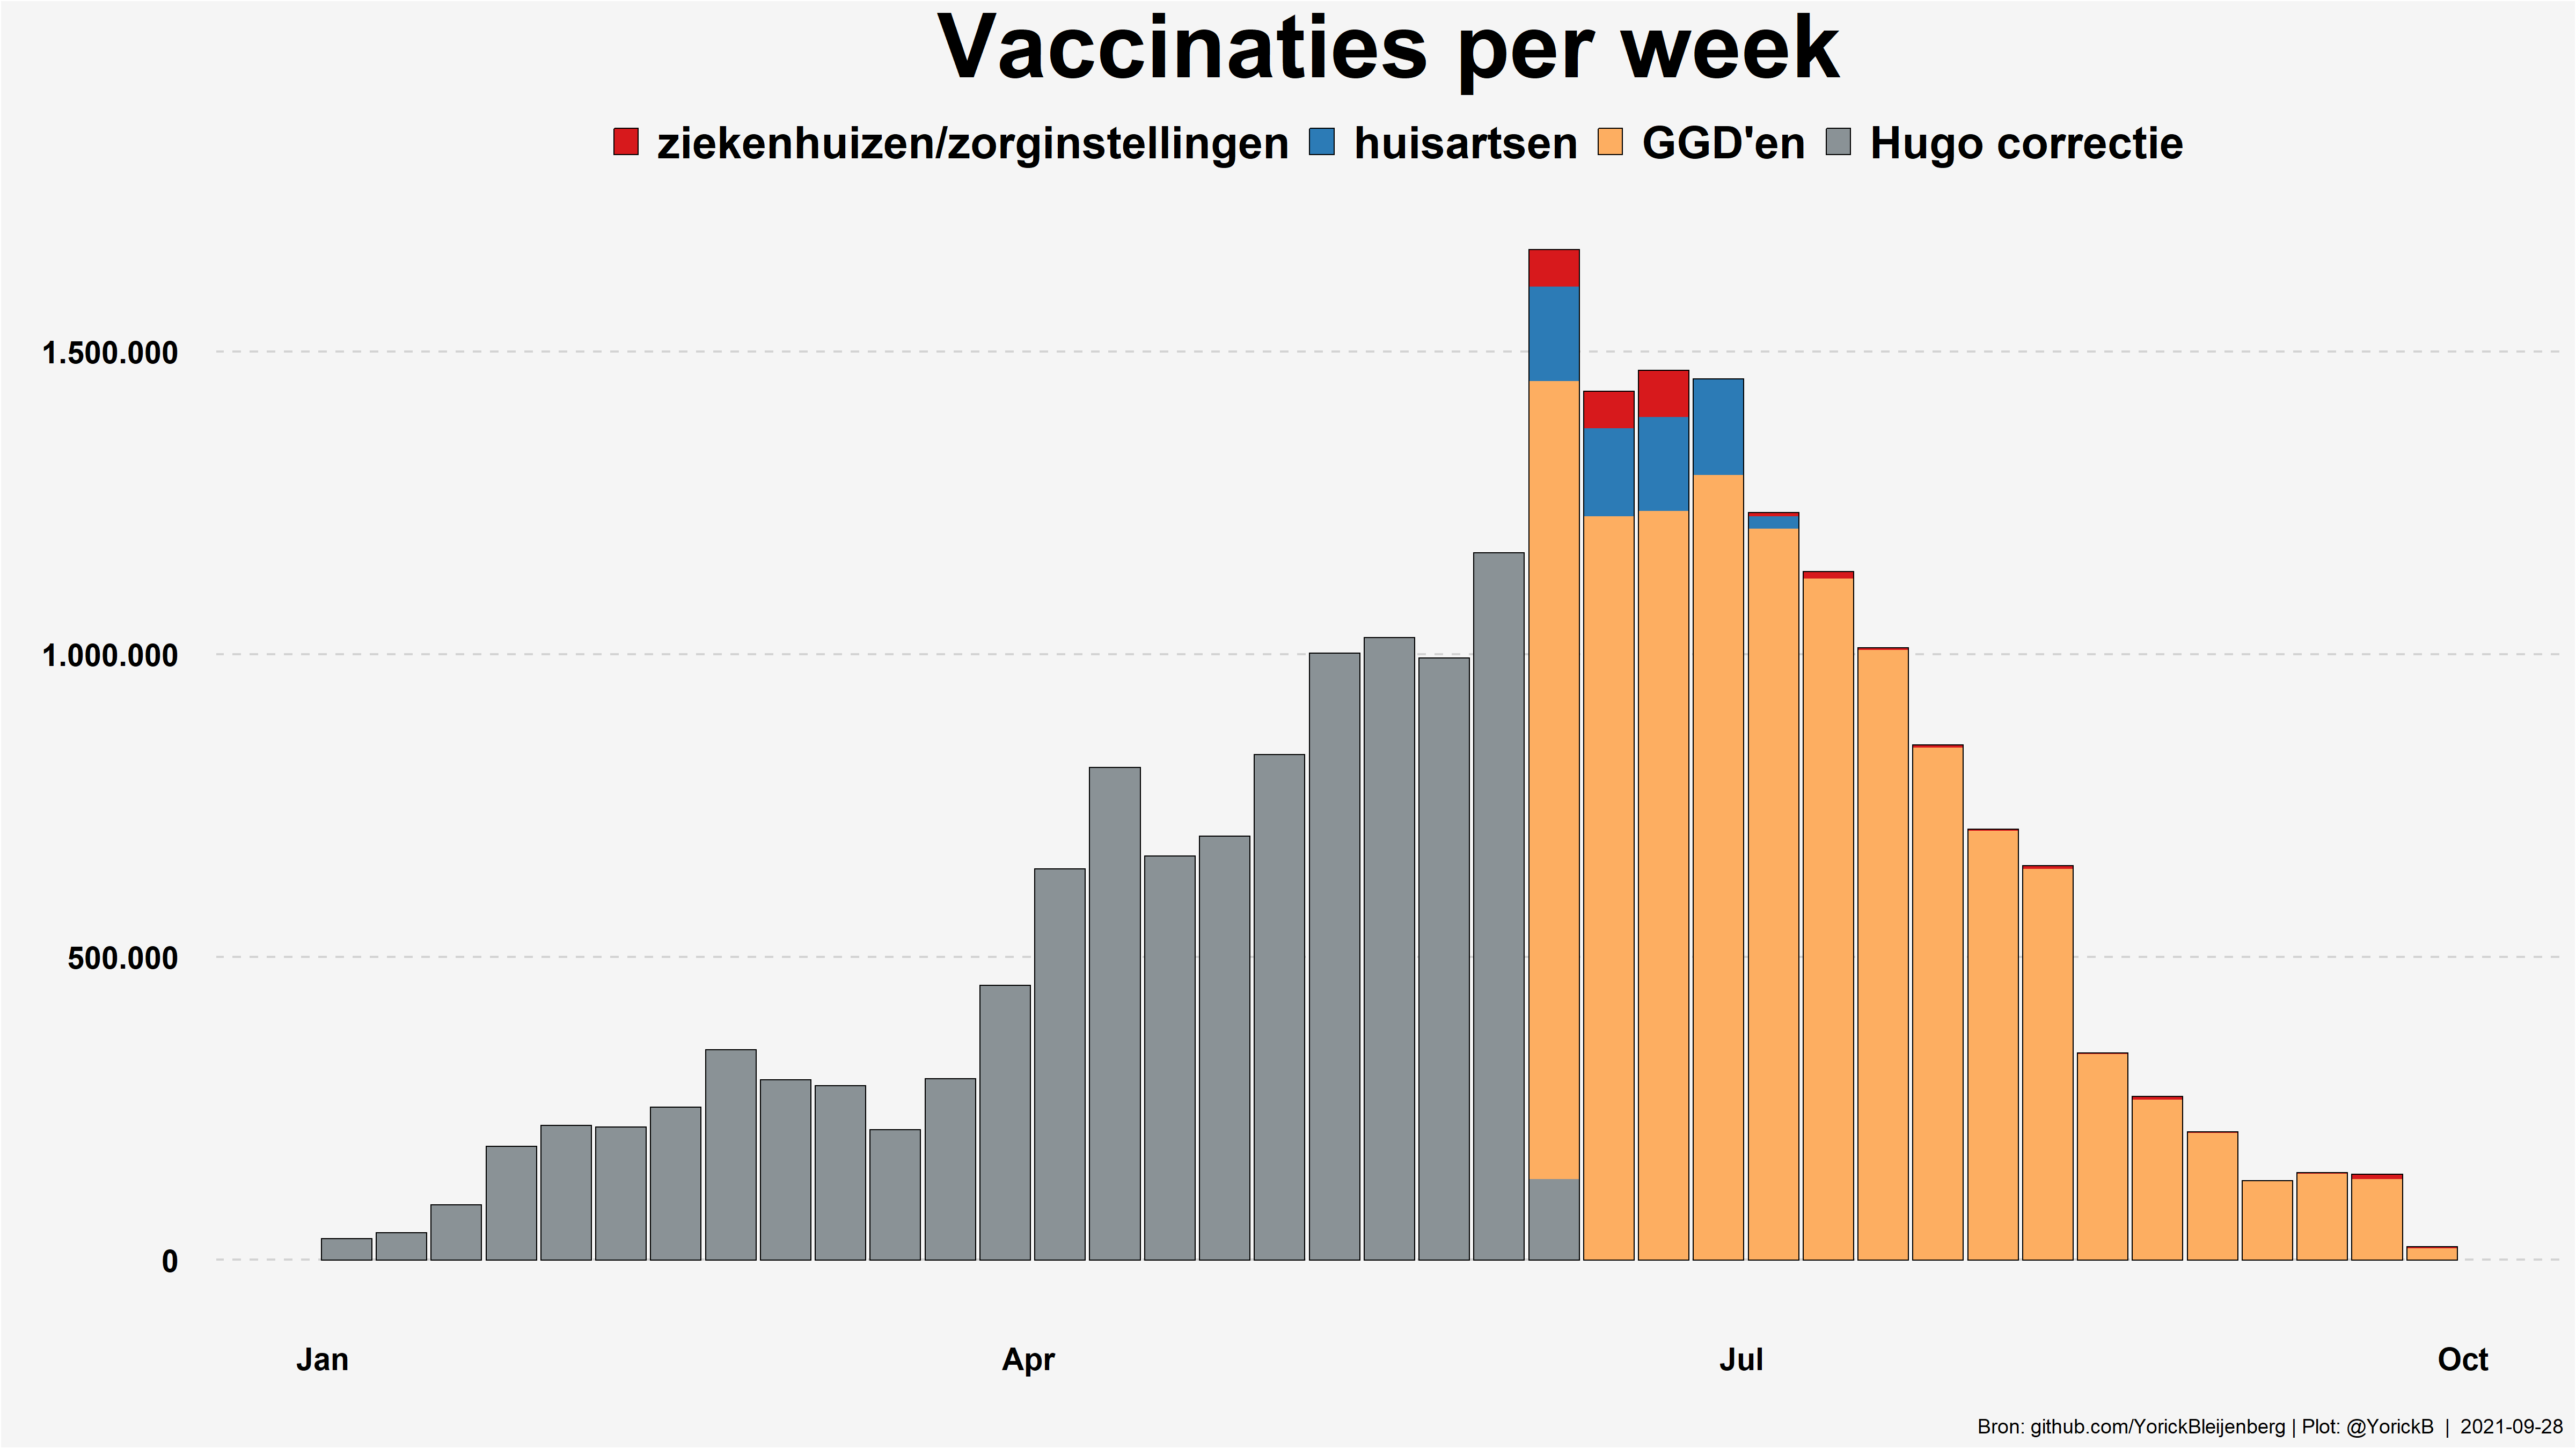 Vaccinaties per week
ziekenhuizen/zorginstellingen huisartsen GGD'en Hugo correctie
1.500.000
1.000.000
500.000
0
Jan Apr Jul Oct
Bron: github.com/YorickBleijenberg | Plot: @YorickB | 2021-09-28